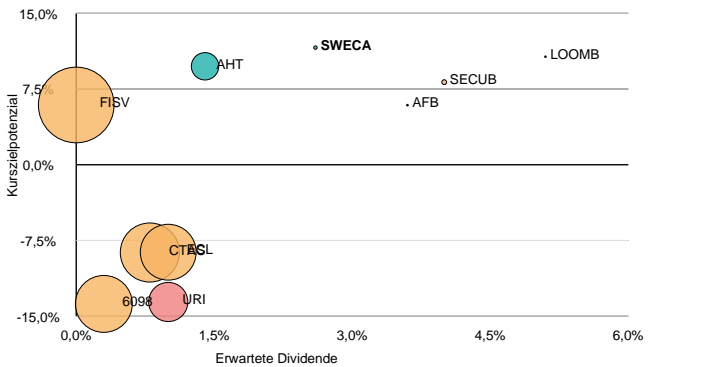 15,0%
SWECA
LOOMB
AHT
SECUB
7,5%
FISV
AFB
Kurszielpotenzial
0,0%
-7,5%
CTAS
ECL
6098
URI
-15,0%
0,0%
1,5%
3,0%
4,5%
6,0%
Erwartete Dividende